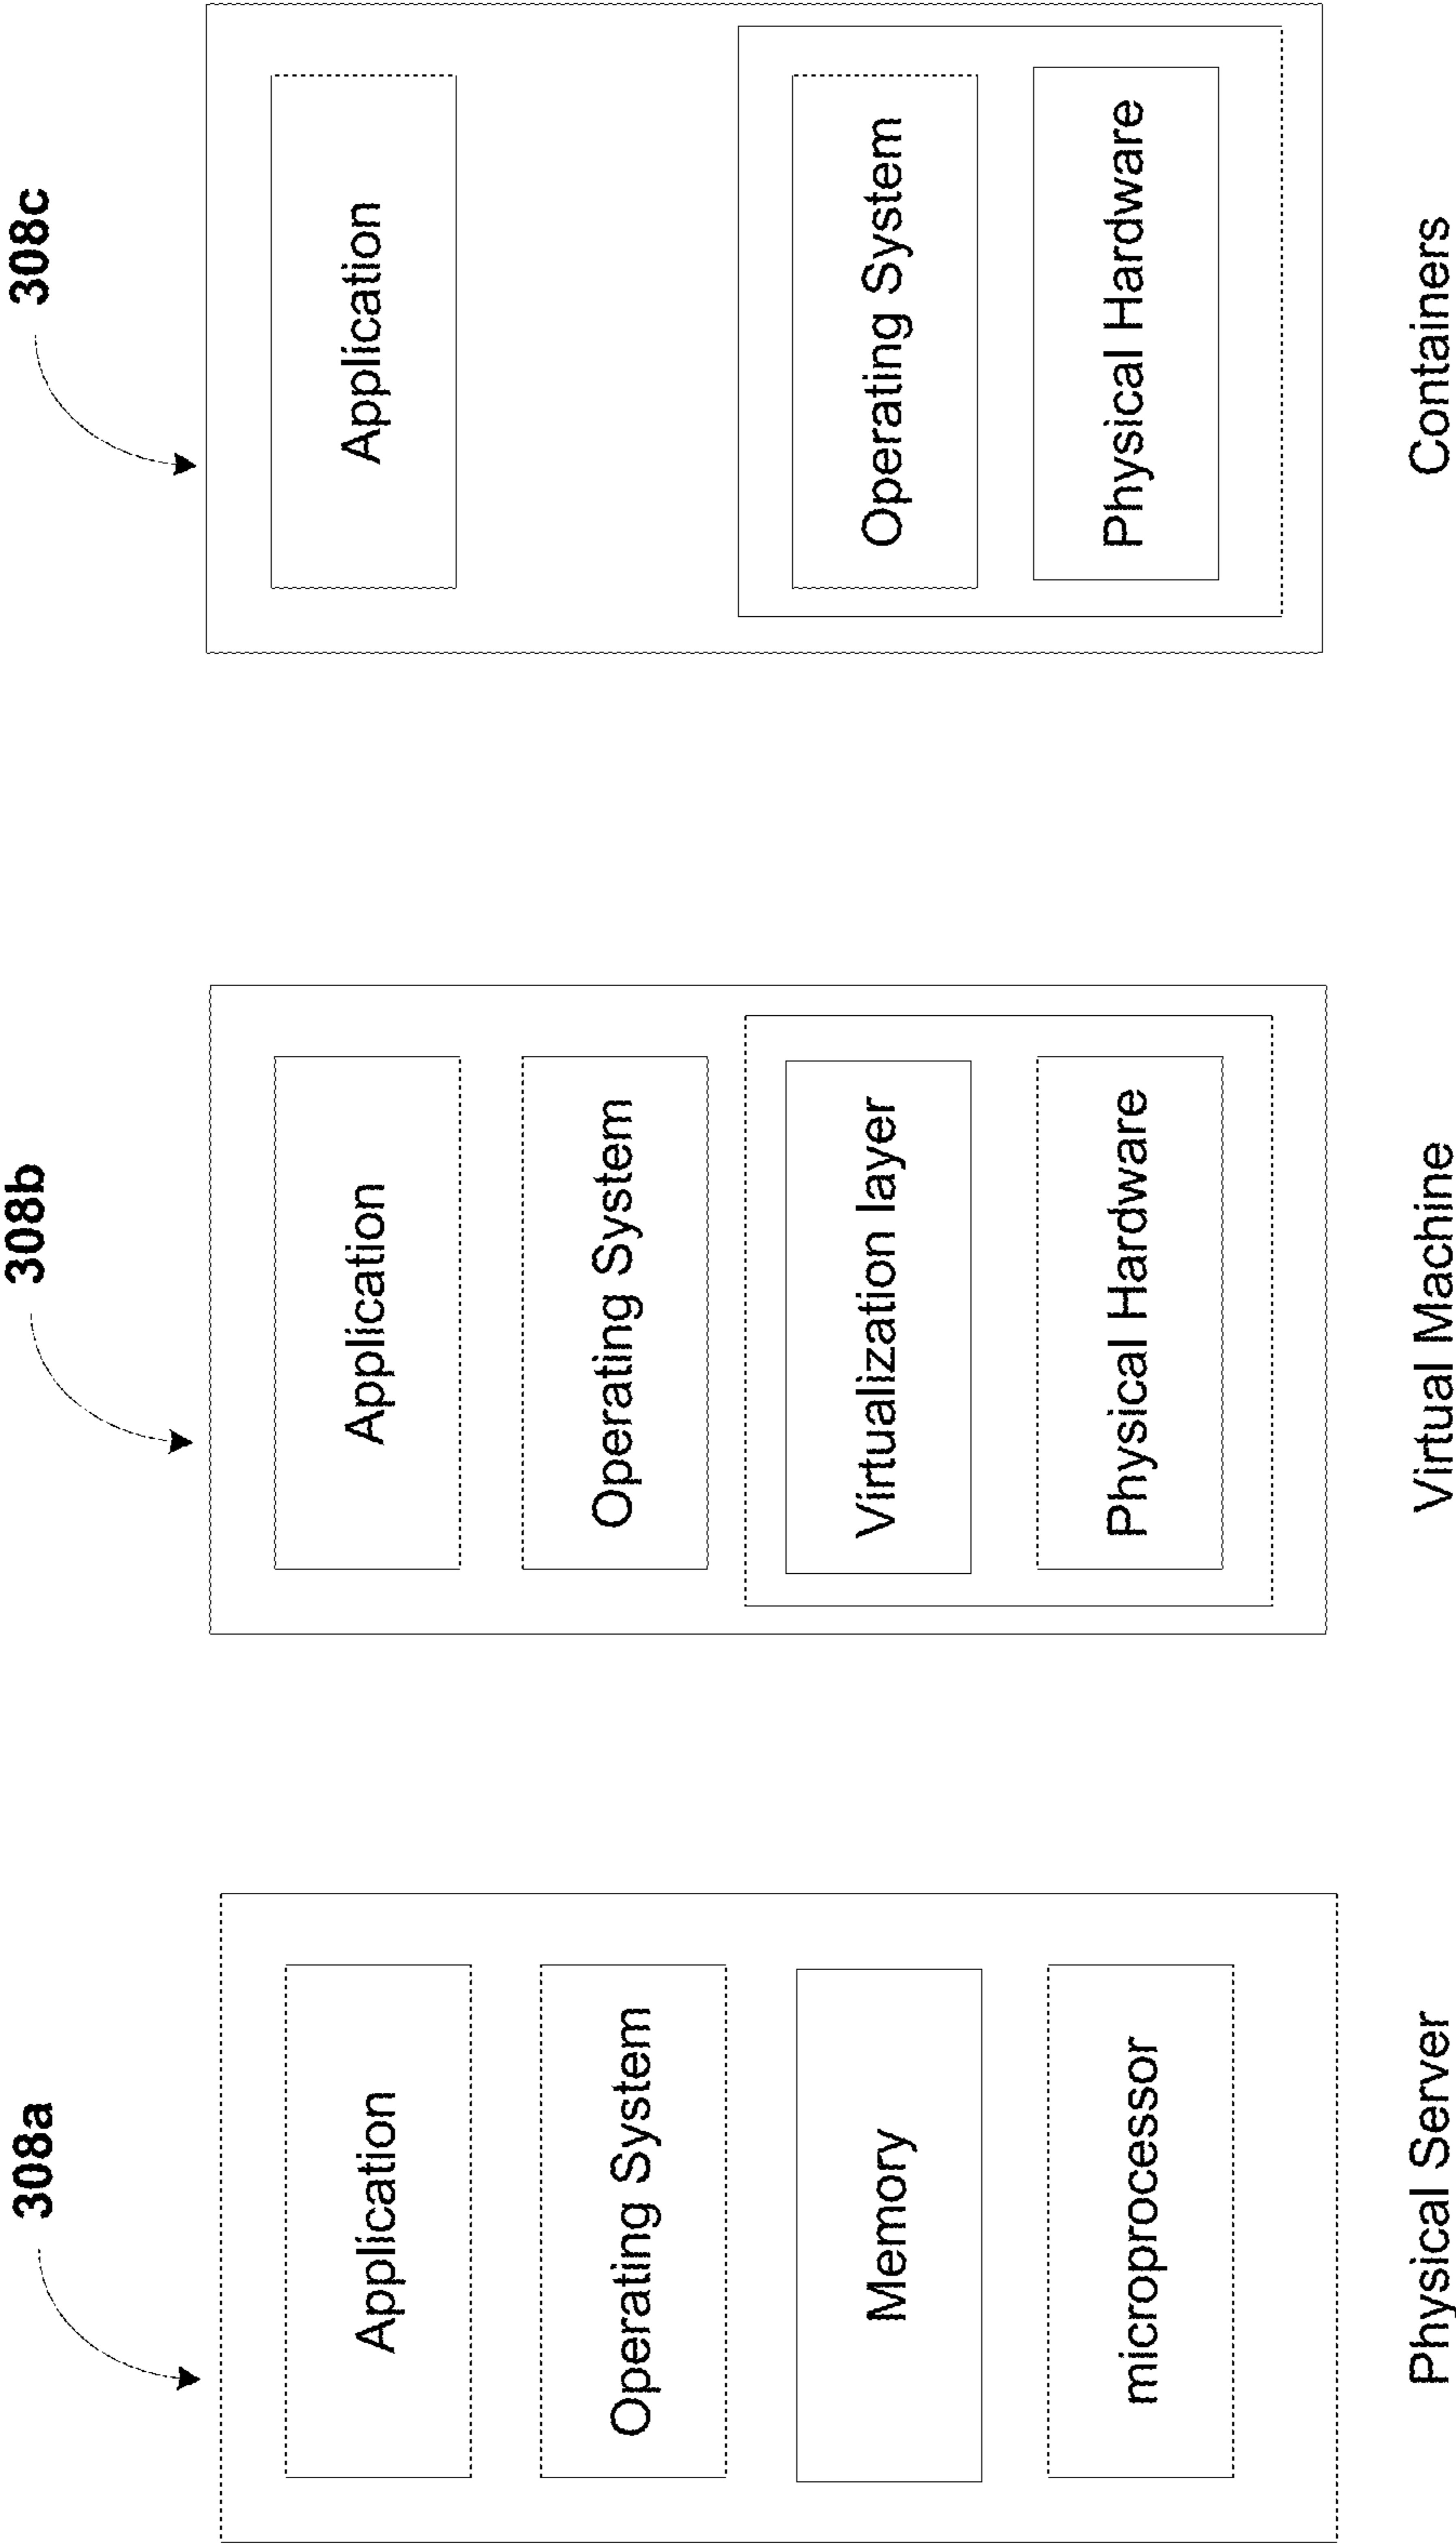 308a
Application
Operating System
Memory
microprocessor
Physical Server
308b
Application
Operating System
Virtualization layer
Physical Hardware
Virtual Machine
308c
Application
Operating System
Physical Hardware
Containers